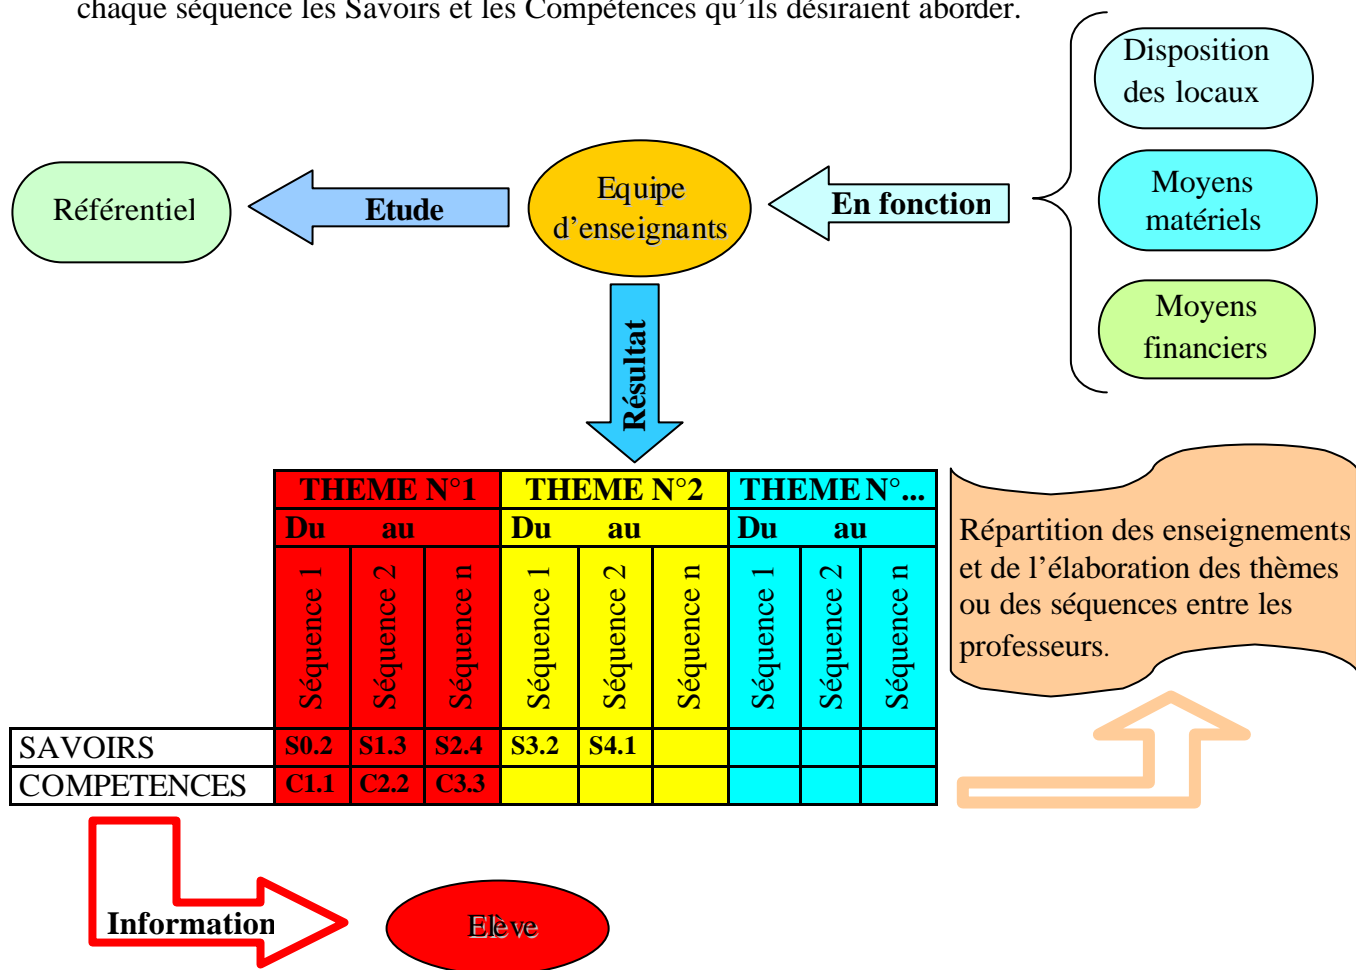 chaque séquence les Savoirs et les Compétences qu'ils désiraient aborder.
Disposition
des locaux
Référentiel
Etude
Equipe
d'enseignants
En fonction
Moyens
matériels
Moyens
financiers
Résultat
THEME N°1 THEME N°2 THEME N°...
Du au Du au Du au
Séquence 1 Séquence 2 Séquence n Séquence 1 Séquence 2 Séquence n Séquence 1 Séquence 2 Séquence n
SAVOIRS S0.2 S1.3 S2.4 S3.2 S4.1
COMPETENCES C1.1 C2.2 C3.3
Répartition des enseignements
et de l'élaboration des thèmes
ou des séquences entre les
professeurs.
Information
Elève